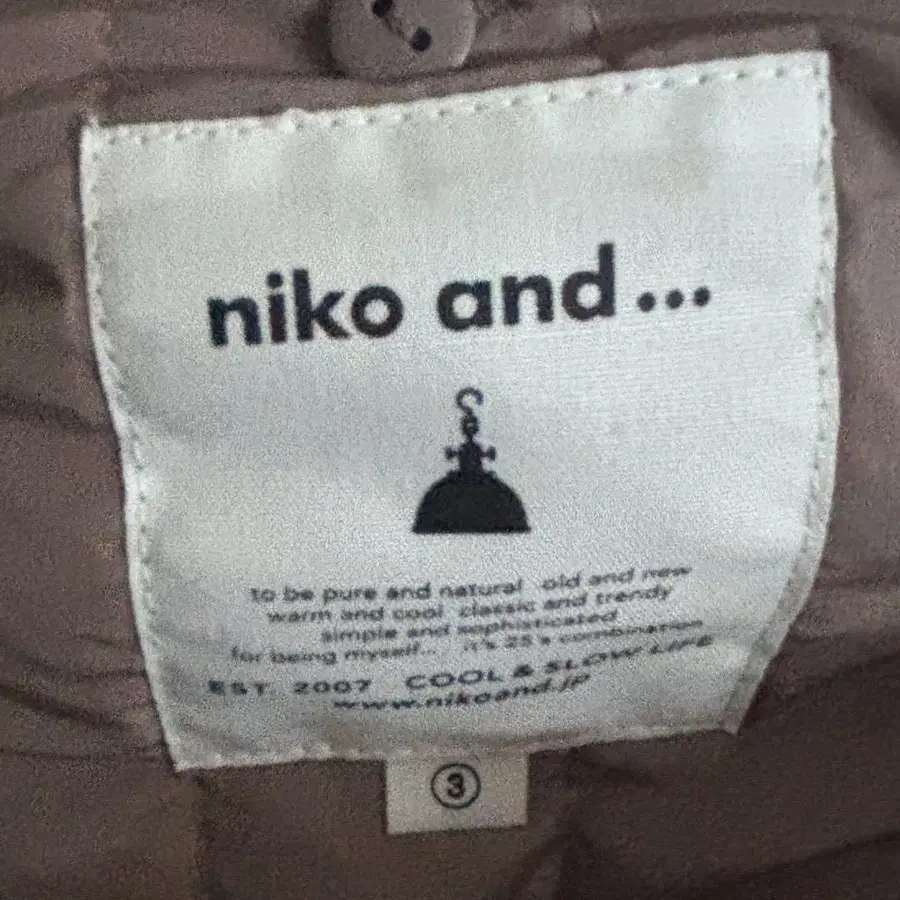 niko and...
to be pure and natural old and new
warm and cool classic and trendy
simple and sophisticated
for being myself... it's 25's combination
EST 2007 COOL & SLOW LIFE
www.nikoand.jp
③